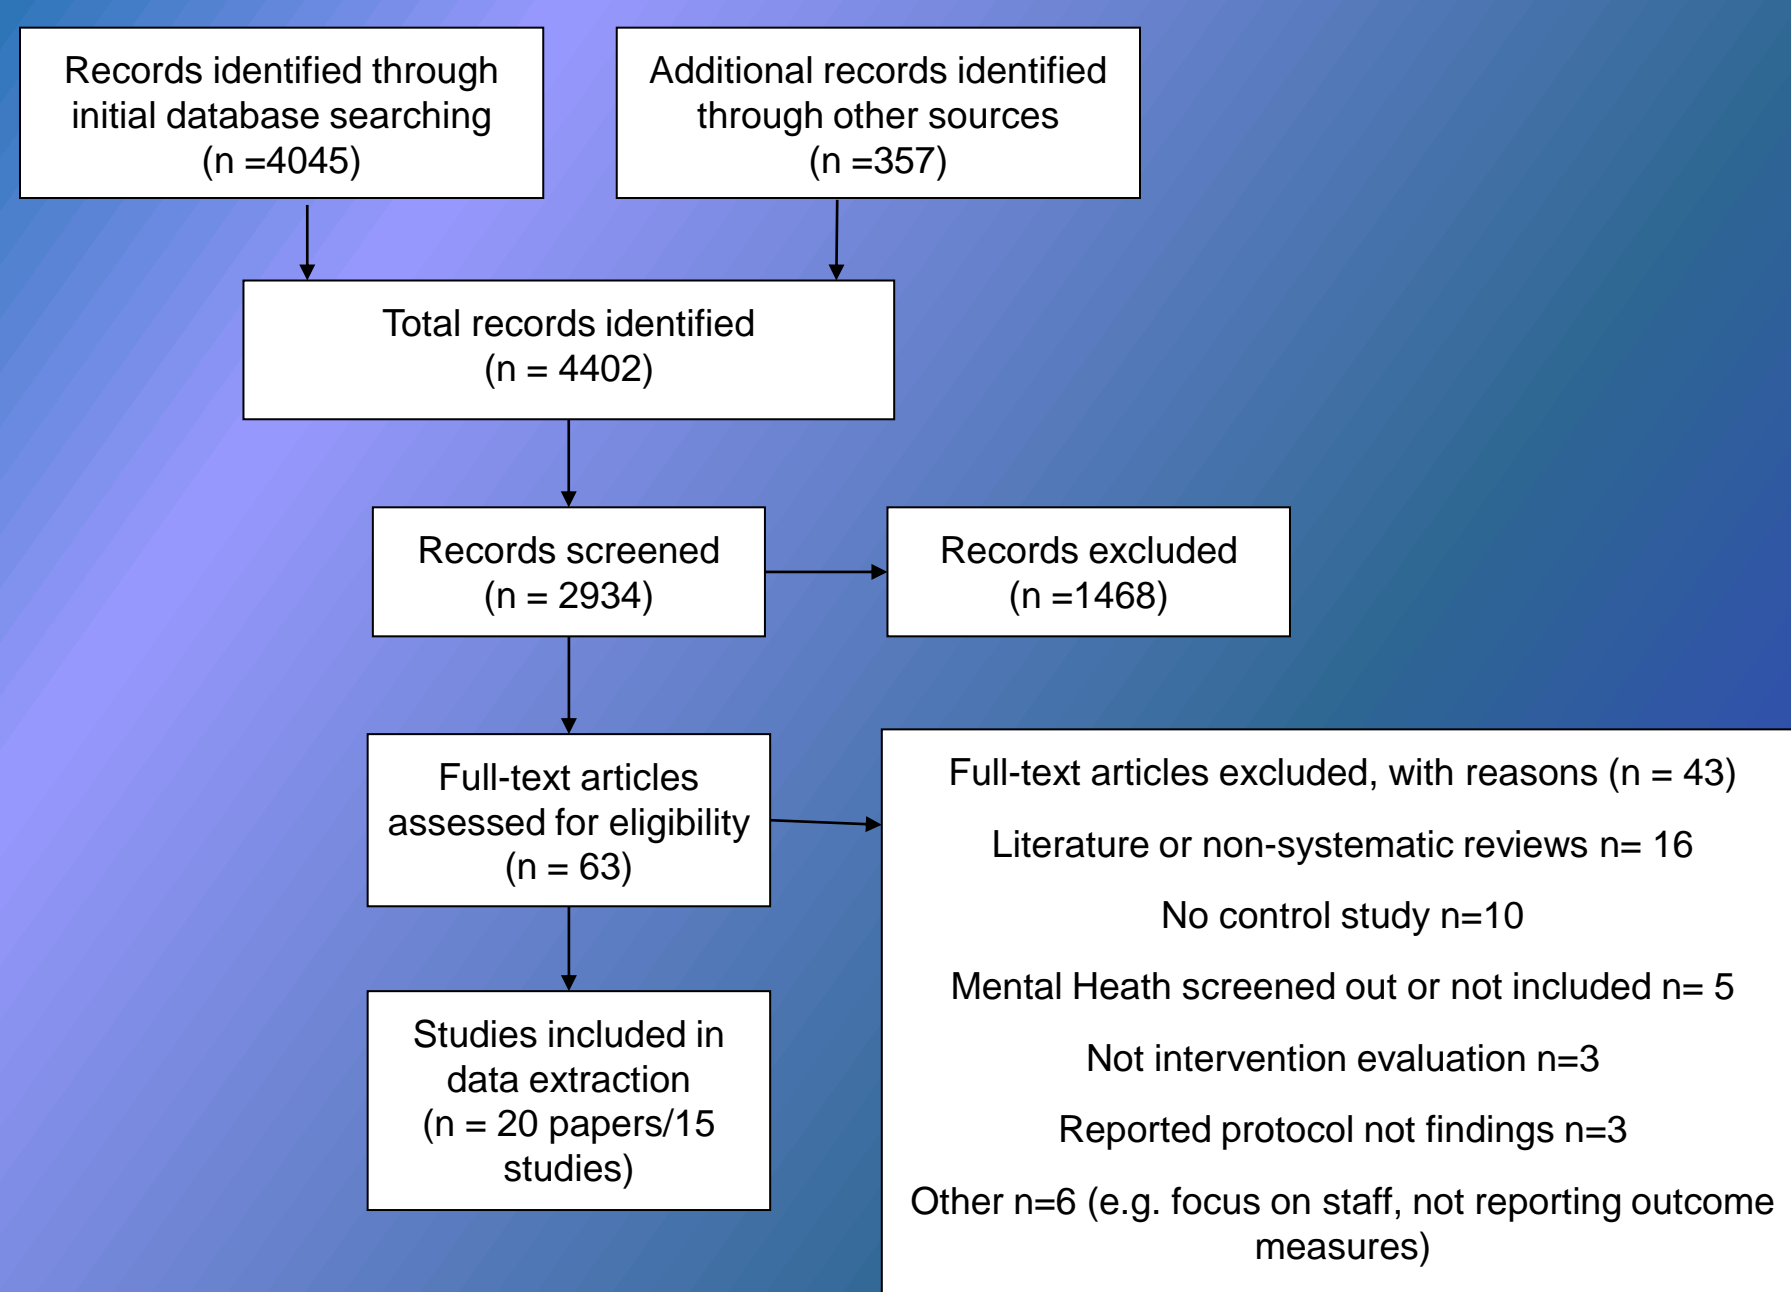 Records identified through
initial database searching
(n =4045)
Additional records identified
through other sources
(n =357)
Total records identified
(n = 4402)
Records screened
(n = 2934)
Records excluded
(n =1468)
Full-text articles
assessed for eligibility
(n = 63)
Full-text articles excluded, with reasons (n = 43)
Literature or non-systematic reviews n= 16
No control study n=10
Mental Heath screened out or not included n= 5
Not intervention evaluation n=3
Reported protocol not findings n=3
Other n=6 (e.g. focus on staff, not reporting outcome
measures)
Studies included in
data extraction
(n = 20 papers/15
studies)